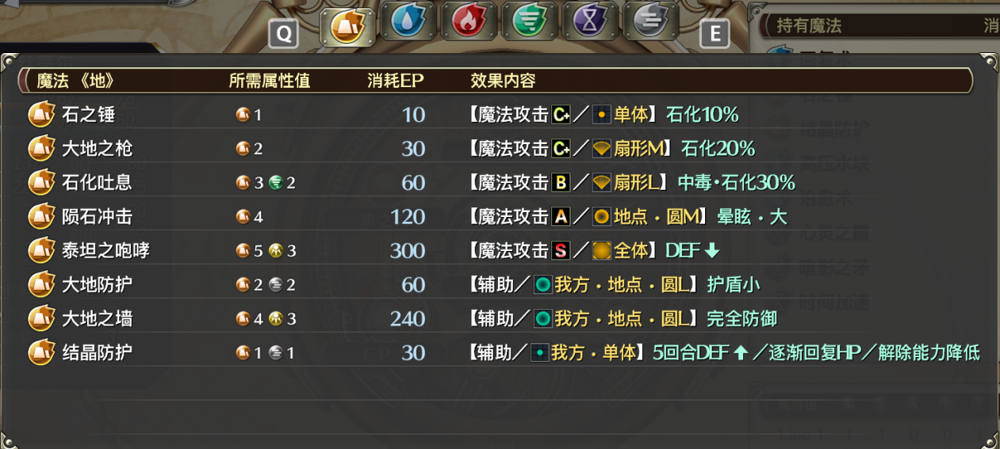 Q E 持有魔法 消
魔法《地》 所需属性值 消耗EP 效果内容
石之锤 1 10 【魔法攻击C+／单体】石化10%
大地之枪 2 30 【魔法攻击C+／扇形M】石化20%
石化吐息 3 2 60 【魔法攻击B／扇形L】中毒·石化30%
陨石冲击 4 120 【魔法攻击A／地点·圆M】晕眩·大
泰坦之咆哮 5 3 300 【魔法攻击S／全体】DEF↓
大地防护 2 2 60 【辅助／我方·地点·圆L】护盾小
大地之墙 4 3 240 【辅助／我方·地点·圆L】完全防御
结晶防护 1 1 30 【辅助／我方·单体】5回合DEF↑／逐渐回复HP／解除能力降低